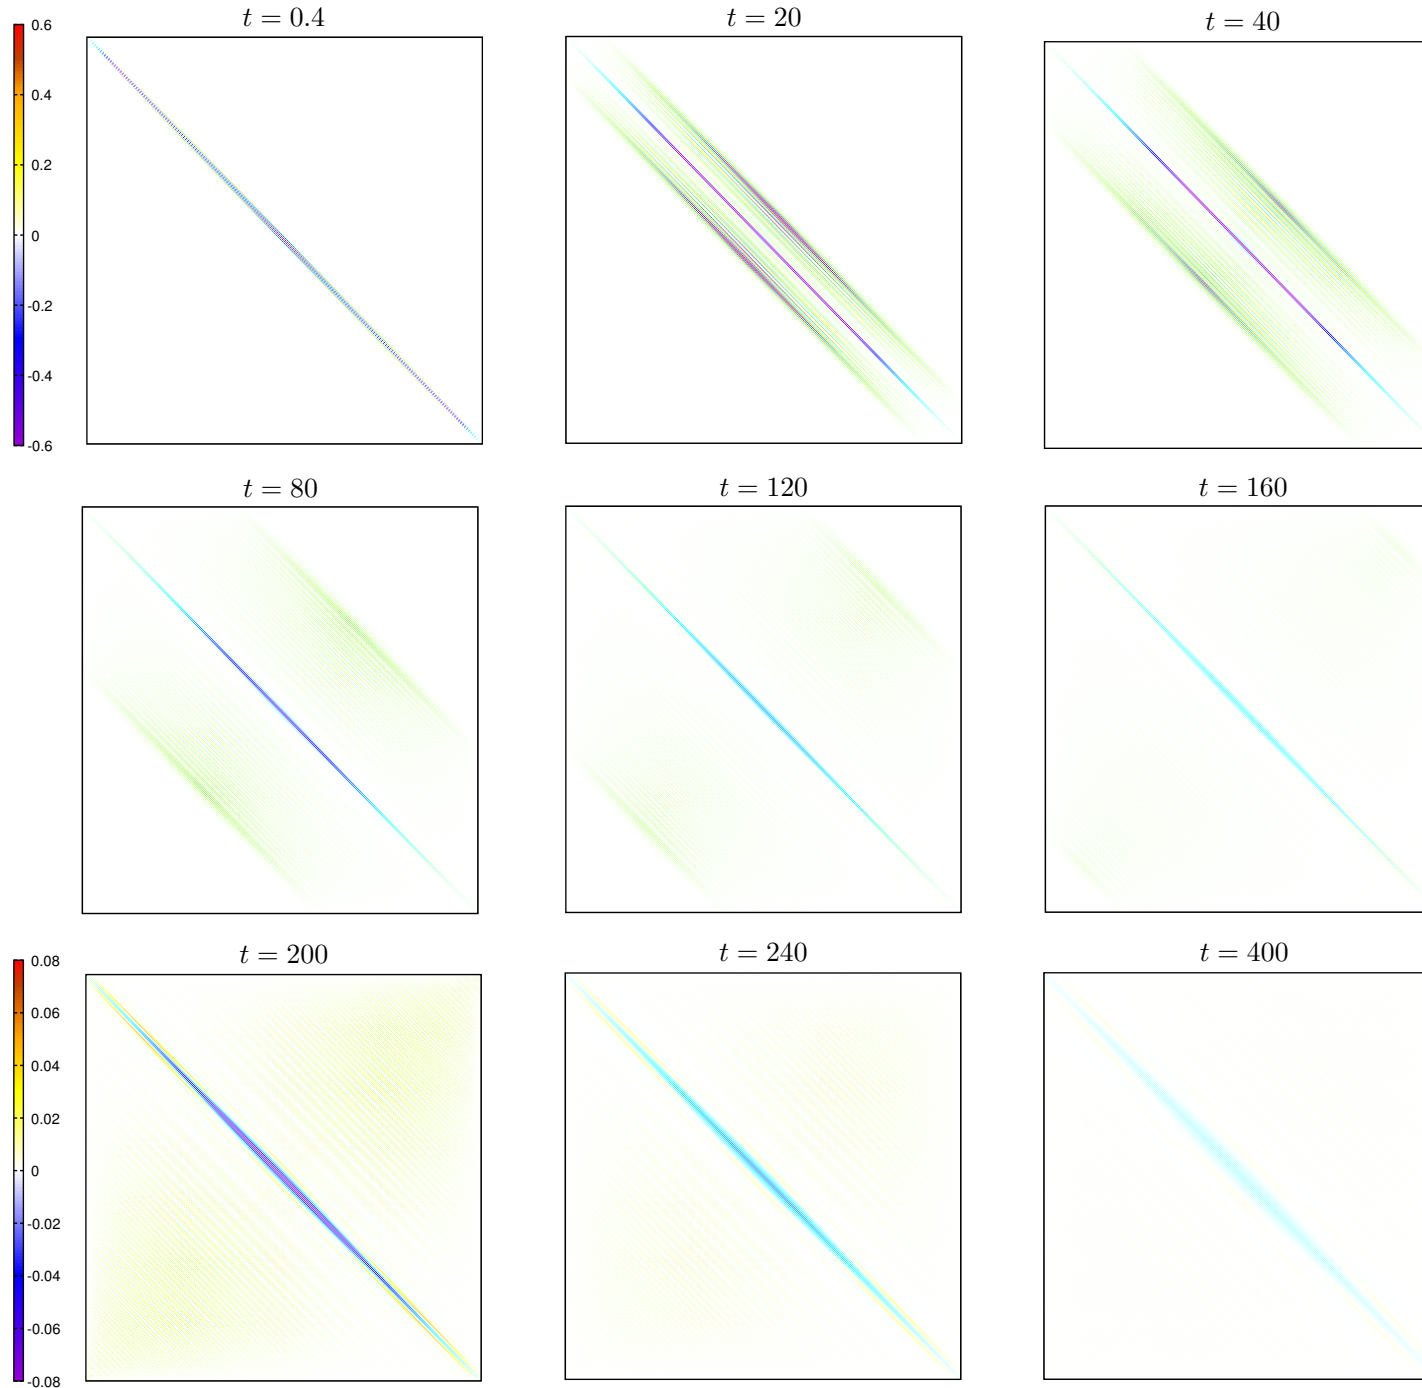 t = 0.4
t = 20
t = 40
0.6
0.4
0.2
0
-0.2
-0.4
-0.6
t = 80
t = 120
t = 160
t = 200
t = 240
t = 400
0.08
0.06
0.04
0.02
0
-0.02
-0.04
-0.06
-0.08